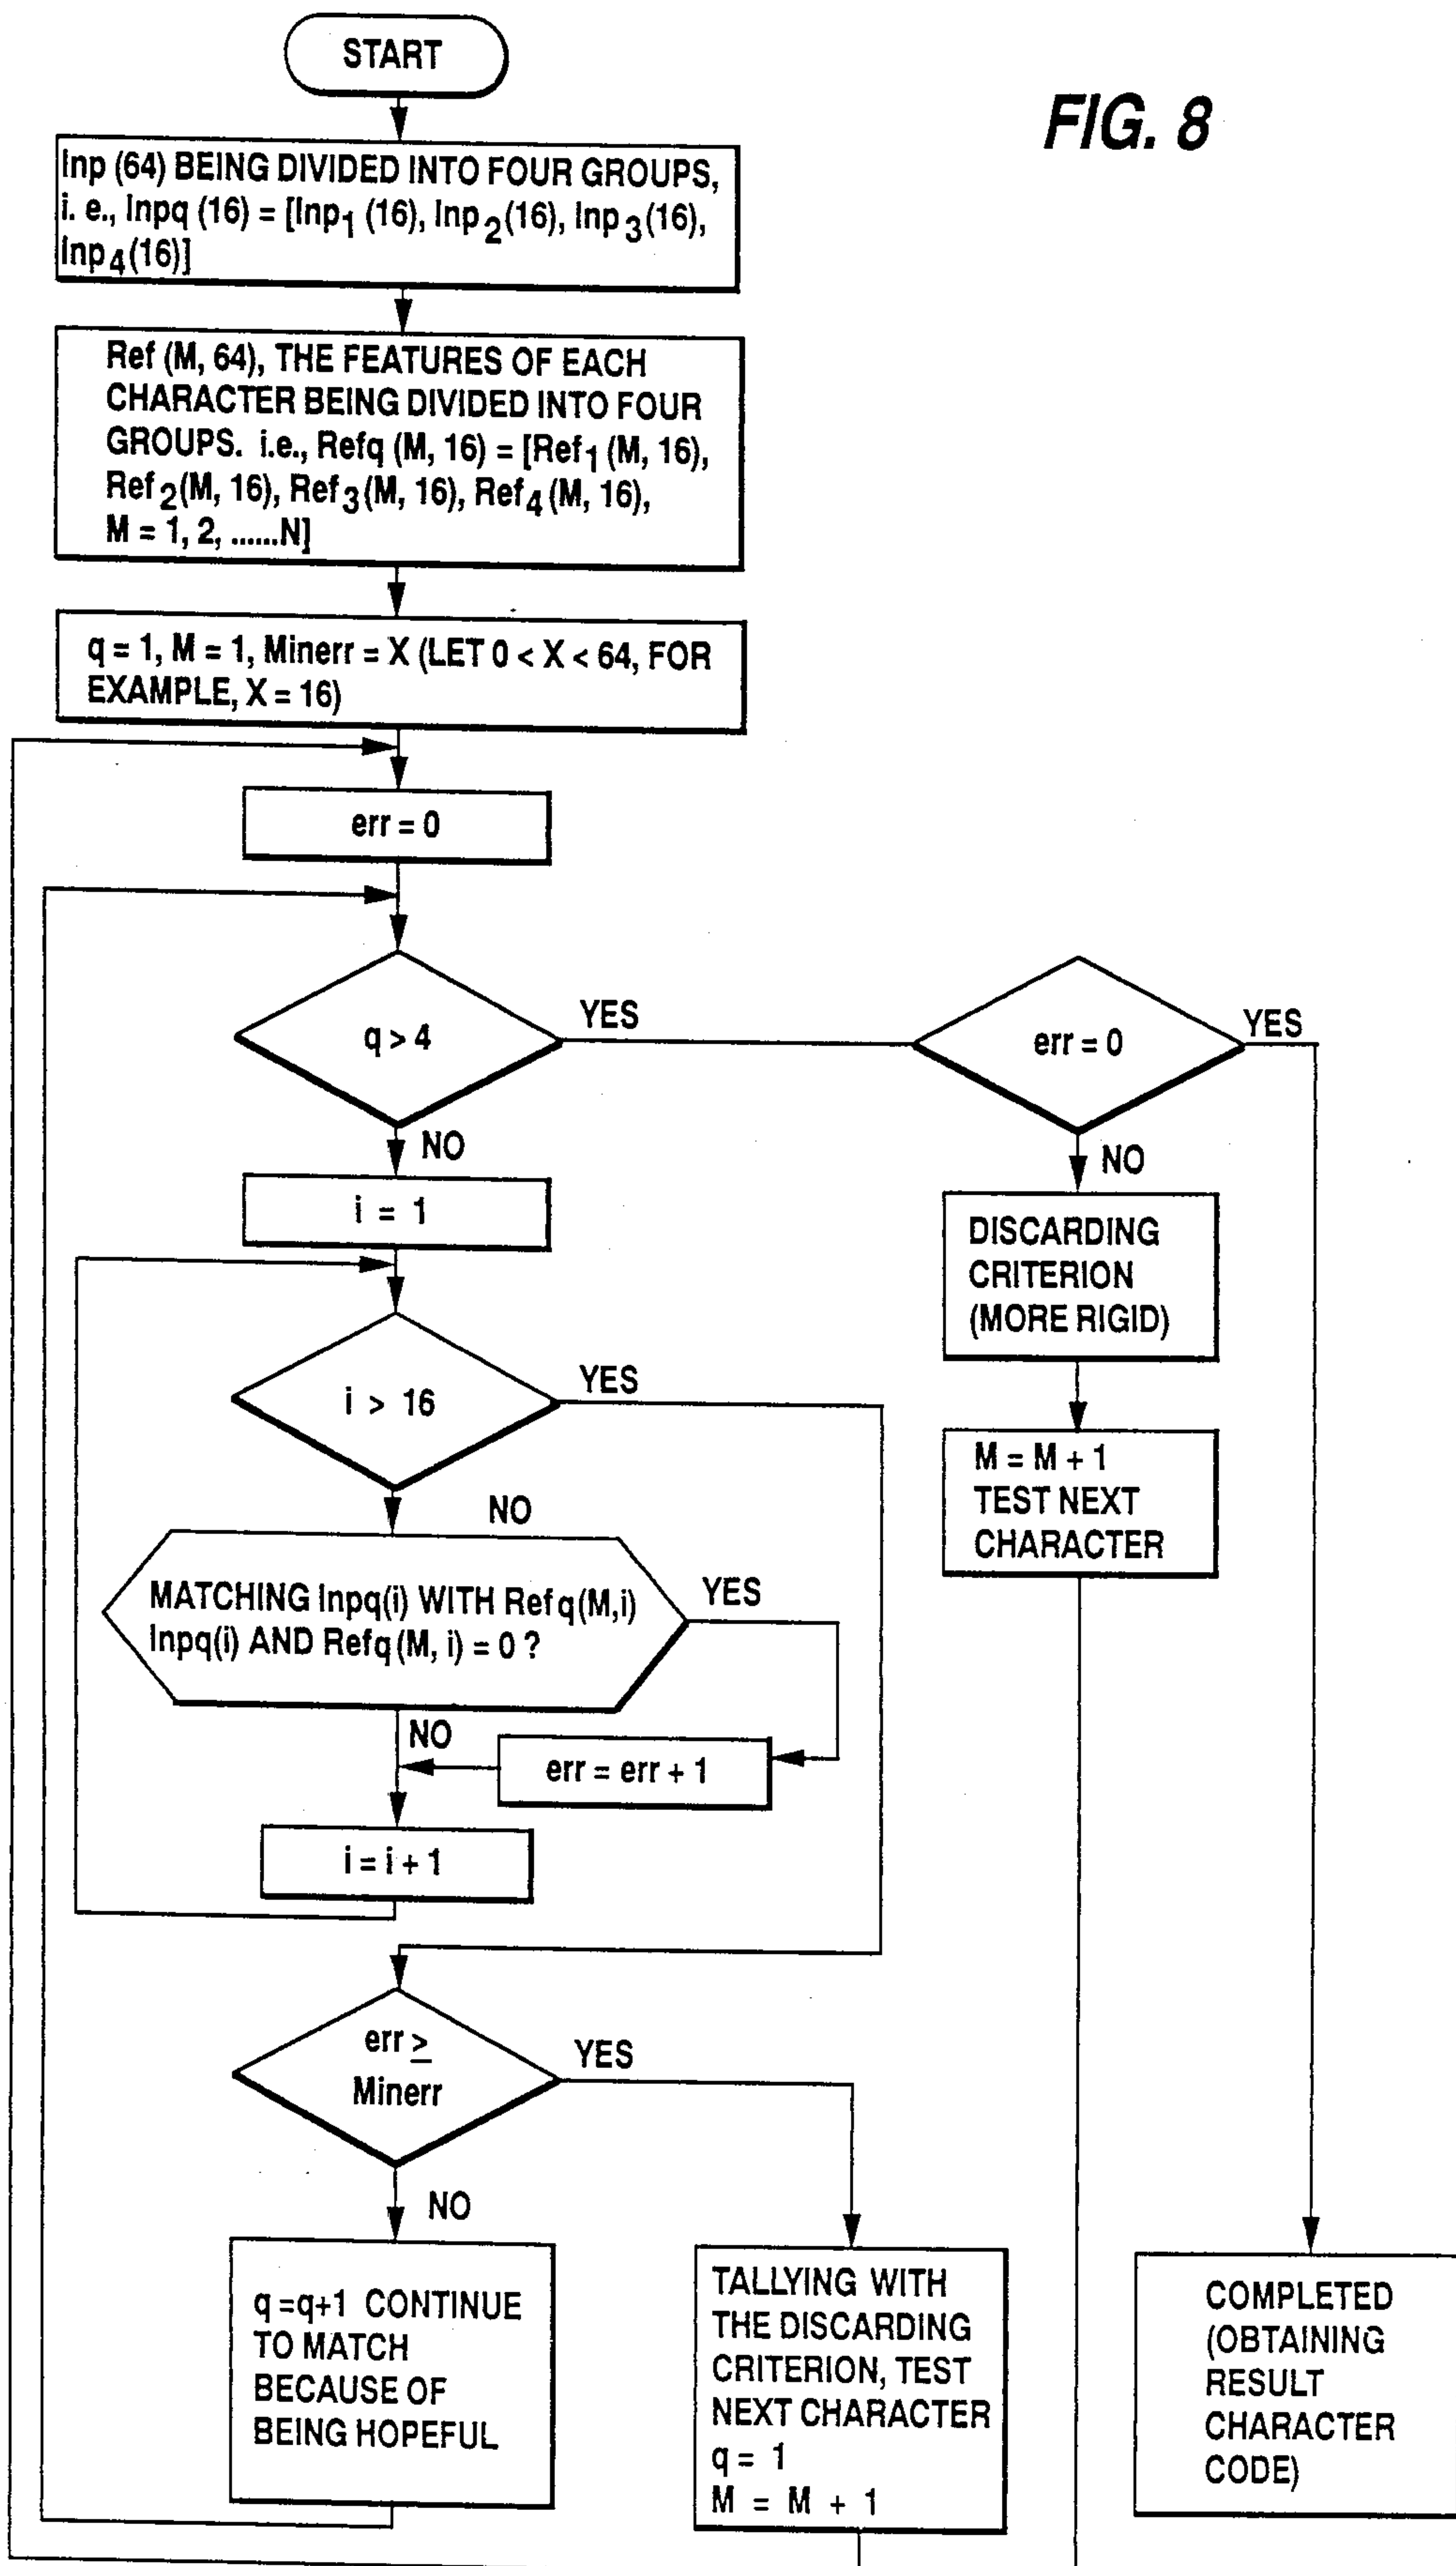 START
FIG. 8
Inp (64) BEING DIVIDED INTO FOUR GROUPS,
i. e., Inpq (16) = [Inp1 (16), Inp2(16), Inp3(16),
Inp4(16)]
Ref (M, 64), THE FEATURES OF EACH
CHARACTER BEING DIVIDED INTO FOUR
GROUPS. i.e., Refq (M, 16) = [Ref1 (M, 16),
Ref2(M, 16), Ref3(M, 16), Ref4(M, 16),
M = 1, 2, ......N]
q = 1, M = 1, Minerr = X (LET 0 < X < 64, FOR
EXAMPLE, X = 16)
err = 0
q > 4
YES
err = 0
YES
NO
NO
i = 1
DISCARDING
CRITERION
(MORE RIGID)
i > 16
YES
NO
M = M + 1
TEST NEXT
CHARACTER
MATCHING Inpq(i) WITH Refq(M,i)
Inpq(i) AND Refq(M, i) = 0 ?
YES
NO
err = err + 1
i = i + 1
err ≥
Minerr
YES
NO
q =q+1 CONTINUE
TO MATCH
BECAUSE OF
BEING HOPEFUL
TALLYING WITH
THE DISCARDING
CRITERION, TEST
NEXT CHARACTER
q = 1
M = M + 1
COMPLETED
(OBTAINING
RESULT
CHARACTER
CODE)